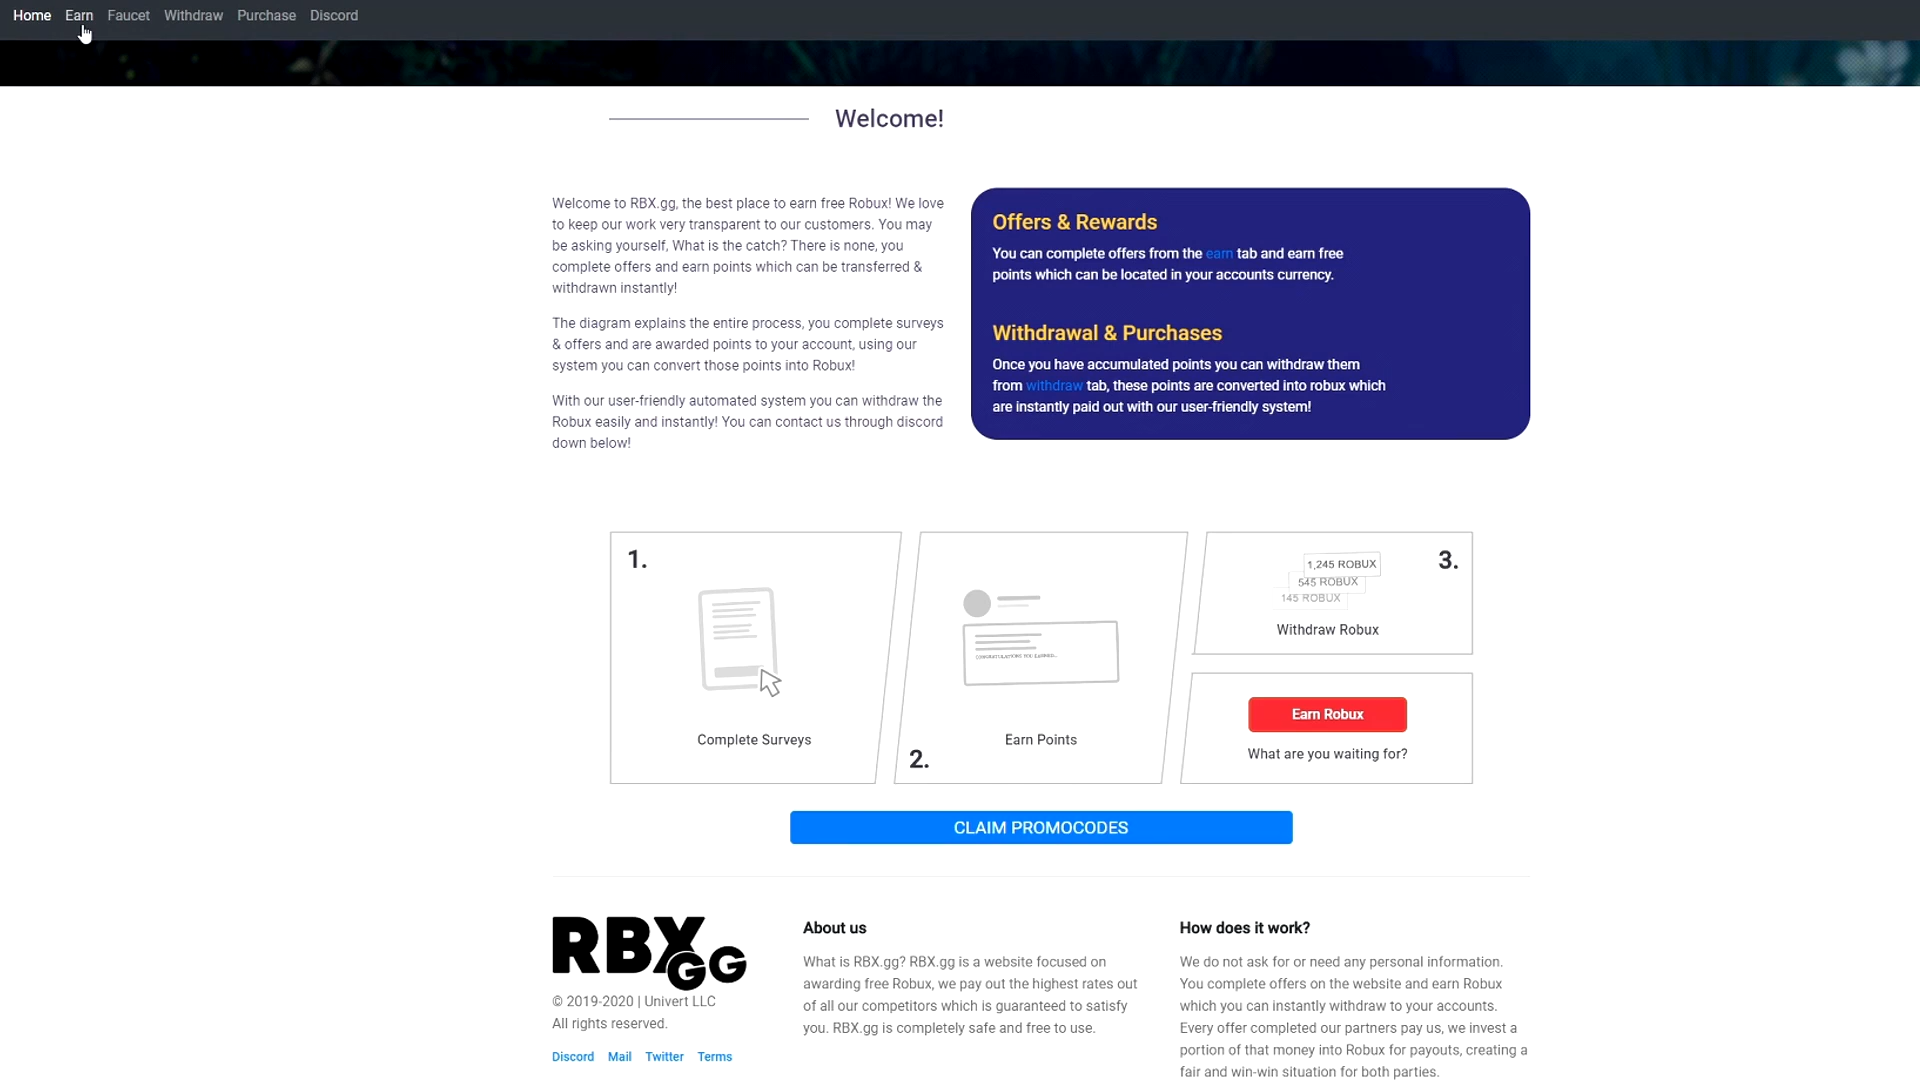 Home Earn Faucet Withdraw Purchase Discord
Welcome!
Welcome to RBX.gg, the best place to earn free Robux! We love
to keep our work very transparent to our customers. You may
be asking yourself, What is the catch? There is none, you
complete offers and earn points which can be transferred &
withdrawn instantly!
The diagram explains the entire process, you complete surveys
& offers and are awarded points to your account, using our
system you can convert those points into Robux!
With our user-friendly automated system you can withdraw the
Robux easily and instantly! You can contact us through discord
down below!
Offers & Rewards
You can complete offers from the earn tab and earn free
points which can be located in your accounts currency.
Withdrawal & Purchases
Once you have accumulated points you can withdraw them
from withdraw tab, these points are converted into robux which
are instantly paid out with our user-friendly system!
1.
Complete Surveys
CONGRATULATIONS YOU EARNED...
Earn Points
2.
3.
1,245 ROBUX
545 ROBUX
145 ROBUX
Withdraw Robux
Earn Robux
What are you waiting for?
CLAIM PROMOCODES
RBX GG
© 2019-2020 | Univert LLC
All rights reserved.
Discord Mail Twitter Terms
About us
What is RBX.gg? RBX.gg is a website focused on
awarding free Robux, we pay out the highest rates out
of all our competitors which is guaranteed to satisfy
you. RBX.gg is completely safe and free to use.
How does it work?
We do not ask for or need any personal information.
You complete offers on the website and earn Robux
which you can instantly withdraw to your accounts.
Every offer completed our partners pay us, we invest a
portion of that money into Robux for payouts, creating a
fair and win-win situation for both parties.